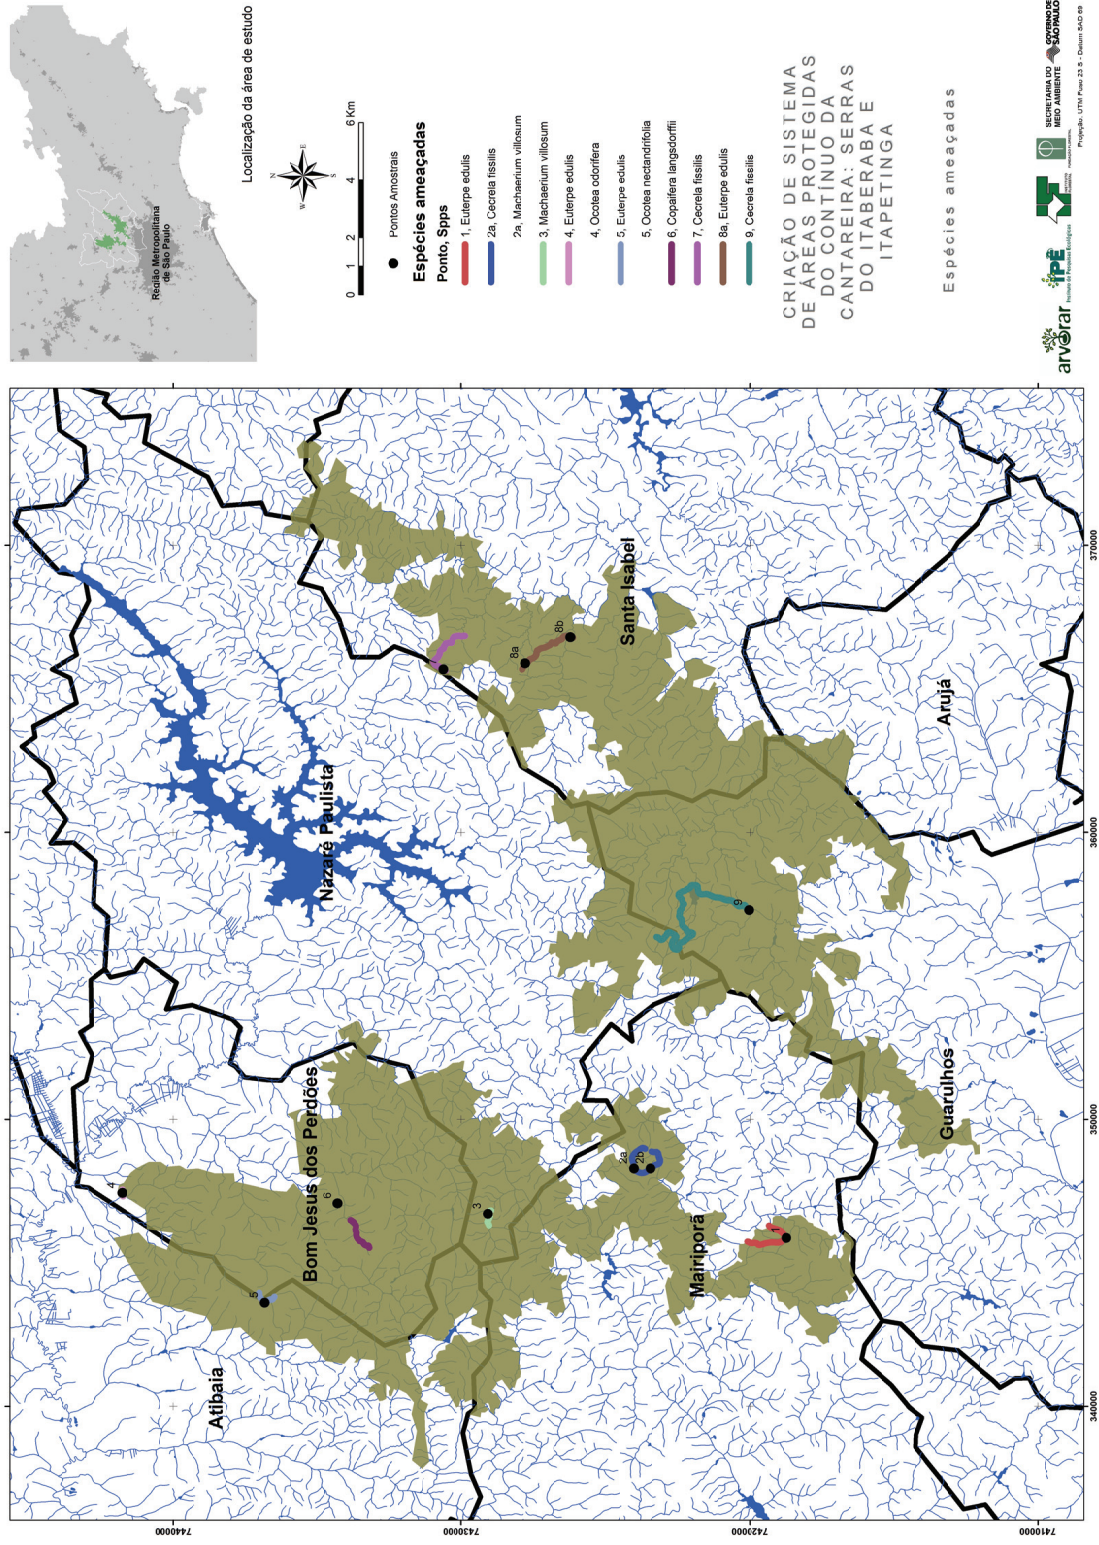 Nazaré Paulista
Bom Jesus dos Perdões
Atibaia
Santa Isabel
Mairiporã
Arujá
Guarulhos
4
5
6
3
2a
2b
1
8a
8b
9
340000
350000
360000
370000
7440000
7430000
7420000
7410000
Região Metropolitana
de São Paulo
Localização da área de estudo
N
W
E
S
0
1
2
4
6 Km
Pontos Amostrais
Espécies ameaçadas
Ponto, Spps
1, Euterpe edulis
2a, Cecrela fissilis
2a, Machaerium villosum
3, Machaerium villosum
4, Euterpe edulis
4, Ocotea odorifera
5, Euterpe edulis
5, Ocotea nectandrifolia
6, Copaifera langsdorffii
7, Cecrela fissilis
8a, Euterpe edulis
9, Cecrela fissilis
CRIAÇÃO DE SISTEMA
DE ÁREAS PROTEGIDAS
DO CONTÍNUO DA
CANTAREIRA: SERRAS
DO ITABERABA E
ITAPETINGA
Espécies ameaçadas
arvorar
IPÊ
Instituto de Pesquisas Ecológicas
IF
INSTITUTO
FLORESTAL
FUNDAÇÃO FLORESTAL
SECRETARIA DO
MEIO AMBIENTE
GOVERNO DE
SÃO PAULO
Projeção: UTM Fuso 23 S - Datum SAD 69